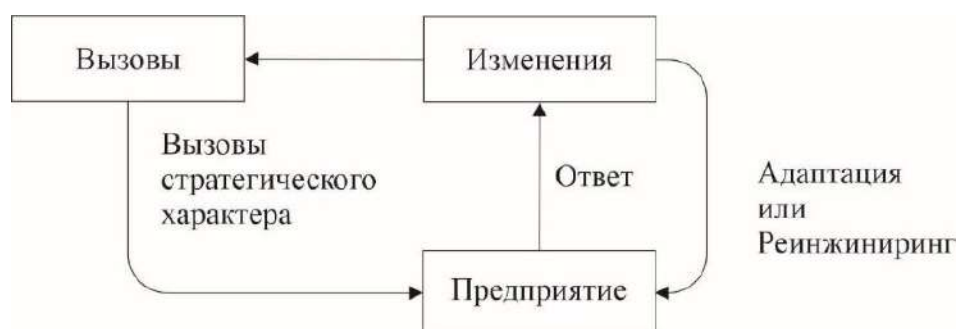 Вызовы
Изменения
Вызовы
стратегического
характера
Ответ
Адаптация
или
Реинжиниринг
Предприятие